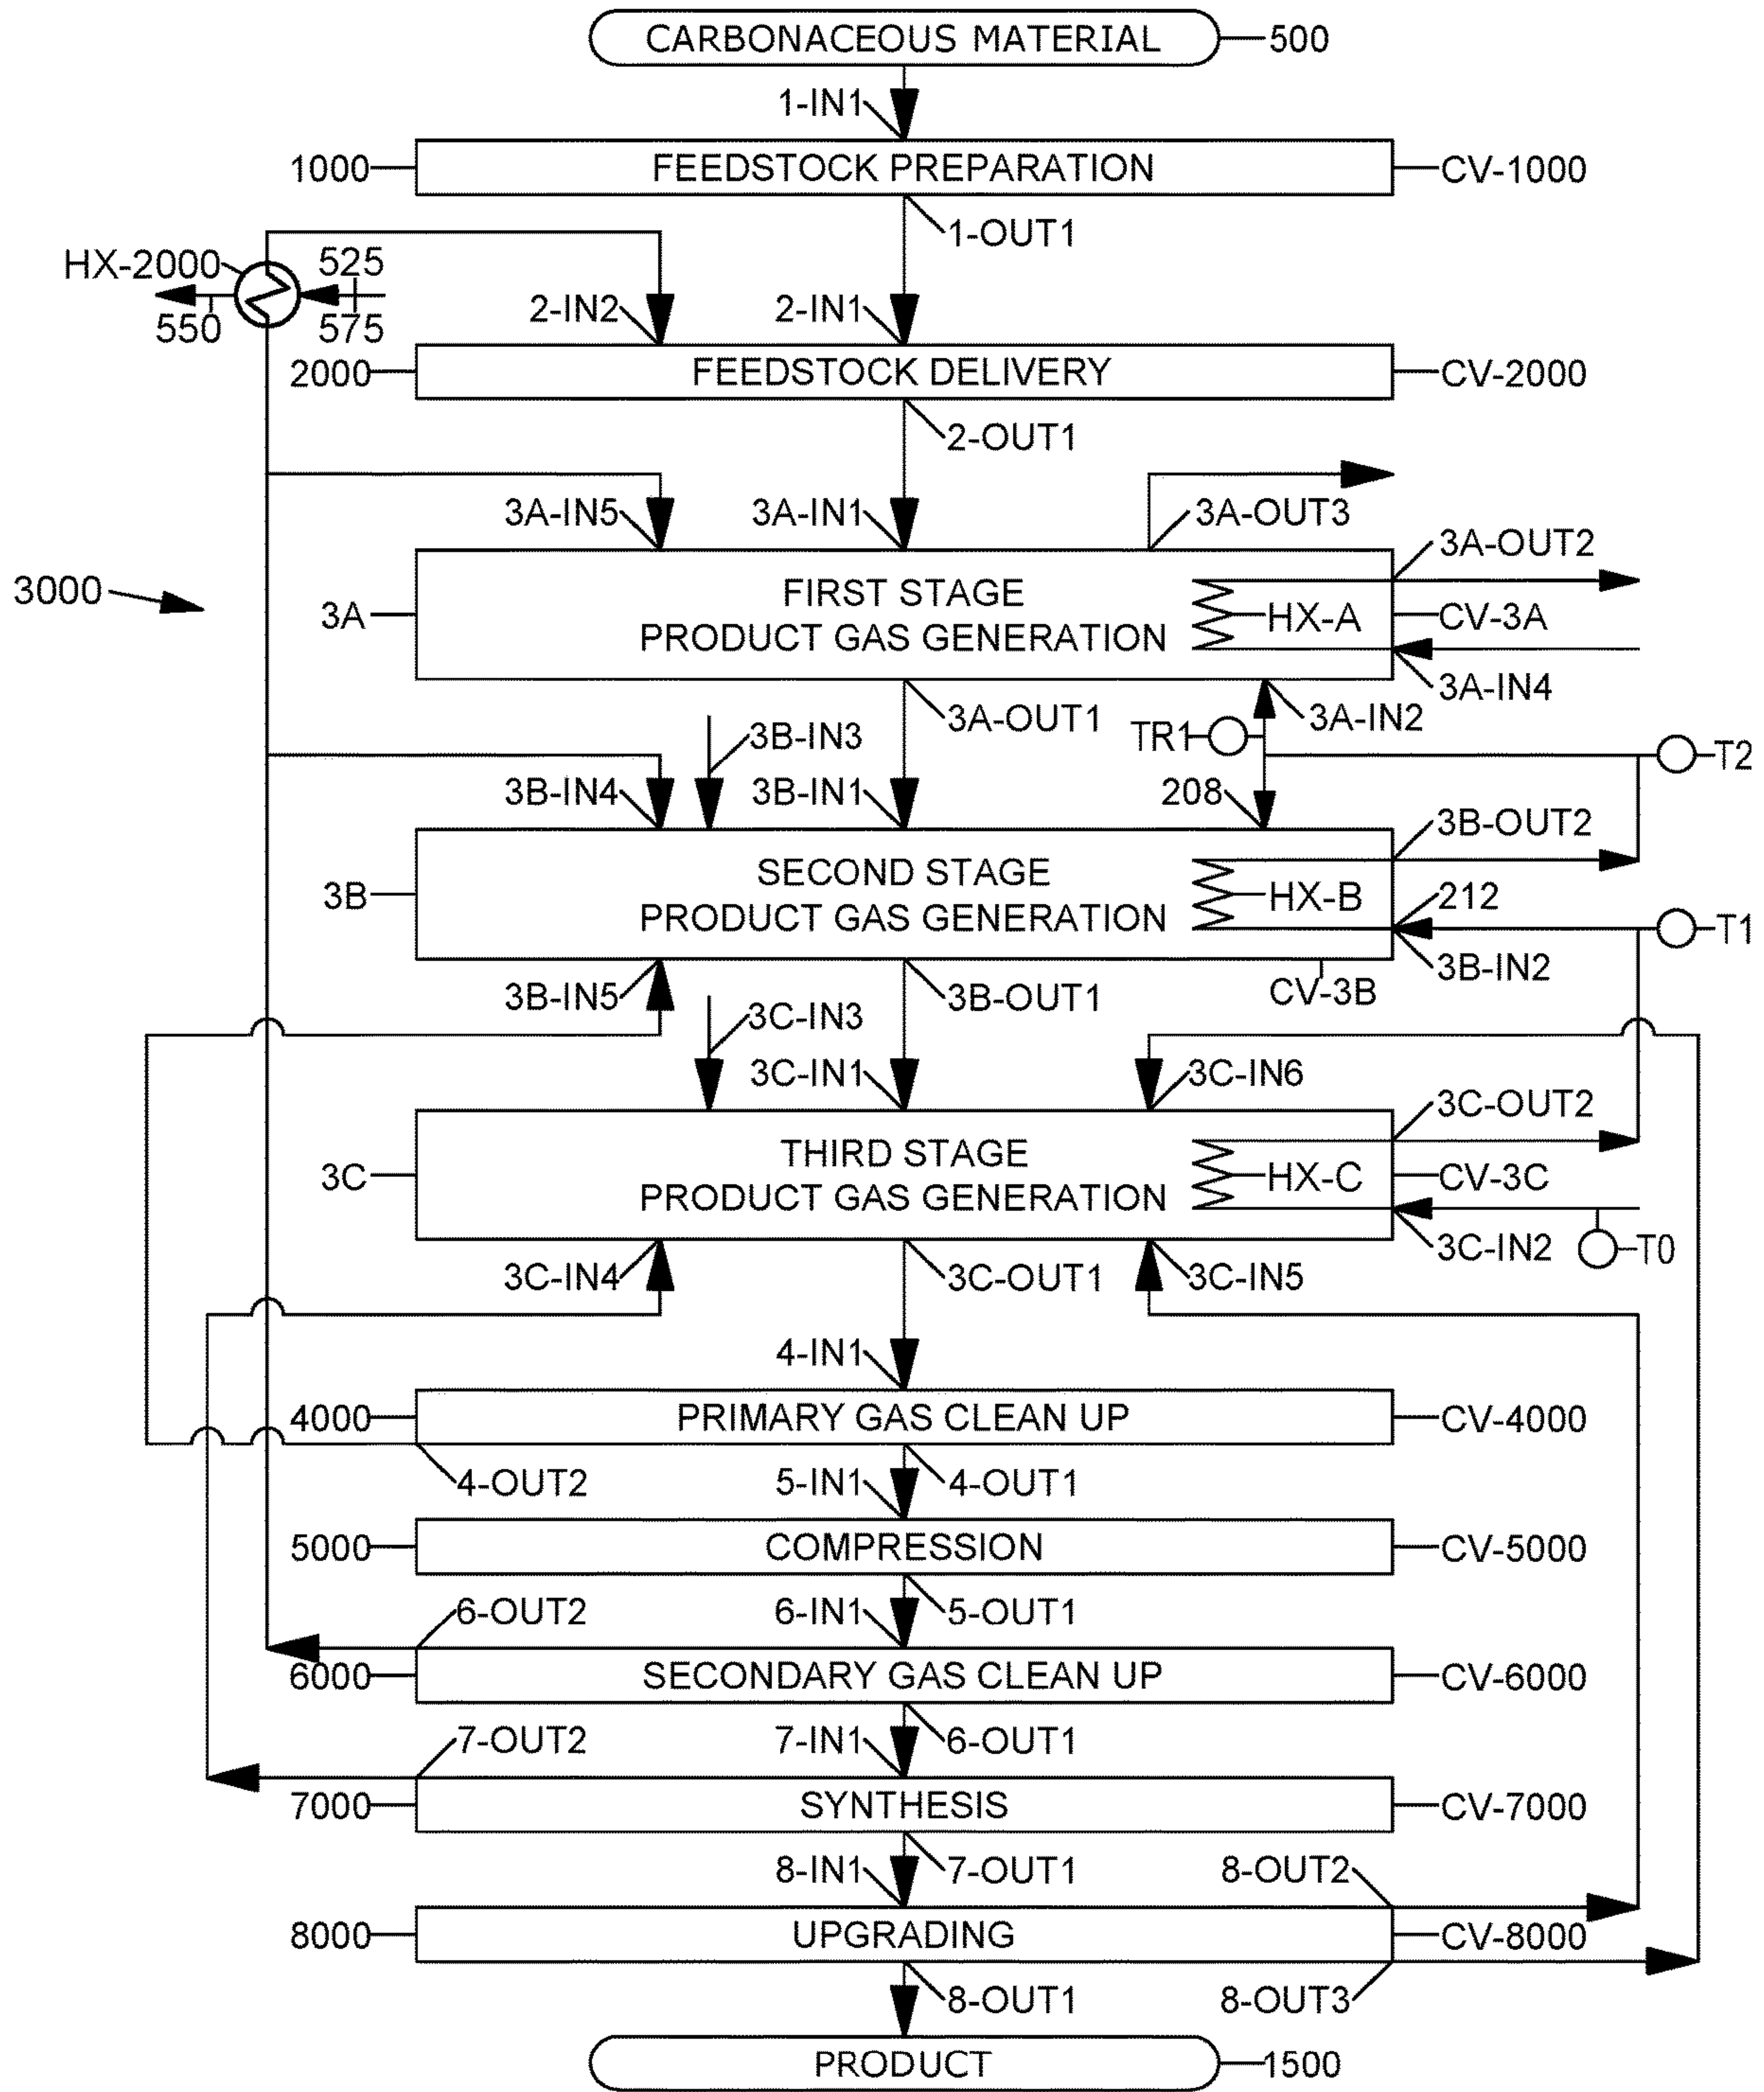 CARBONACEOUS MATERIAL
500
1-IN1
1000
FEEDSTOCK PREPARATION
CV-1000
1-OUT1
HX-2000
525
550
575
2-IN2
2-IN1
2000
FEEDSTOCK DELIVERY
CV-2000
2-OUT1
3A-IN5
3A-IN1
3A-OUT3
3A-OUT2
3000
3A
FIRST STAGE
PRODUCT GAS GENERATION
HX-A
CV-3A
3A-IN4
3A-OUT1
3A-IN2
TR1
3B-IN3
T2
3B-IN4
3B-IN1
208
3B-OUT2
3B
SECOND STAGE
PRODUCT GAS GENERATION
HX-B
212
T1
3B-IN2
3B-IN5
3B-OUT1
CV-3B
3C-IN3
3C-IN1
3C-IN6
3C-OUT2
3C
THIRD STAGE
PRODUCT GAS GENERATION
HX-C
CV-3C
3C-IN2
T0
3C-IN4
3C-OUT1
3C-IN5
4-IN1
4000
PRIMARY GAS CLEAN UP
CV-4000
4-OUT2
5-IN1
4-OUT1
5000
COMPRESSION
CV-5000
6-OUT2
6-IN1
5-OUT1
6000
SECONDARY GAS CLEAN UP
CV-6000
7-OUT2
7-IN1
6-OUT1
7000
SYNTHESIS
CV-7000
8-IN1
7-OUT1
8-OUT2
8000
UPGRADING
CV-8000
8-OUT1
8-OUT3
PRODUCT
1500